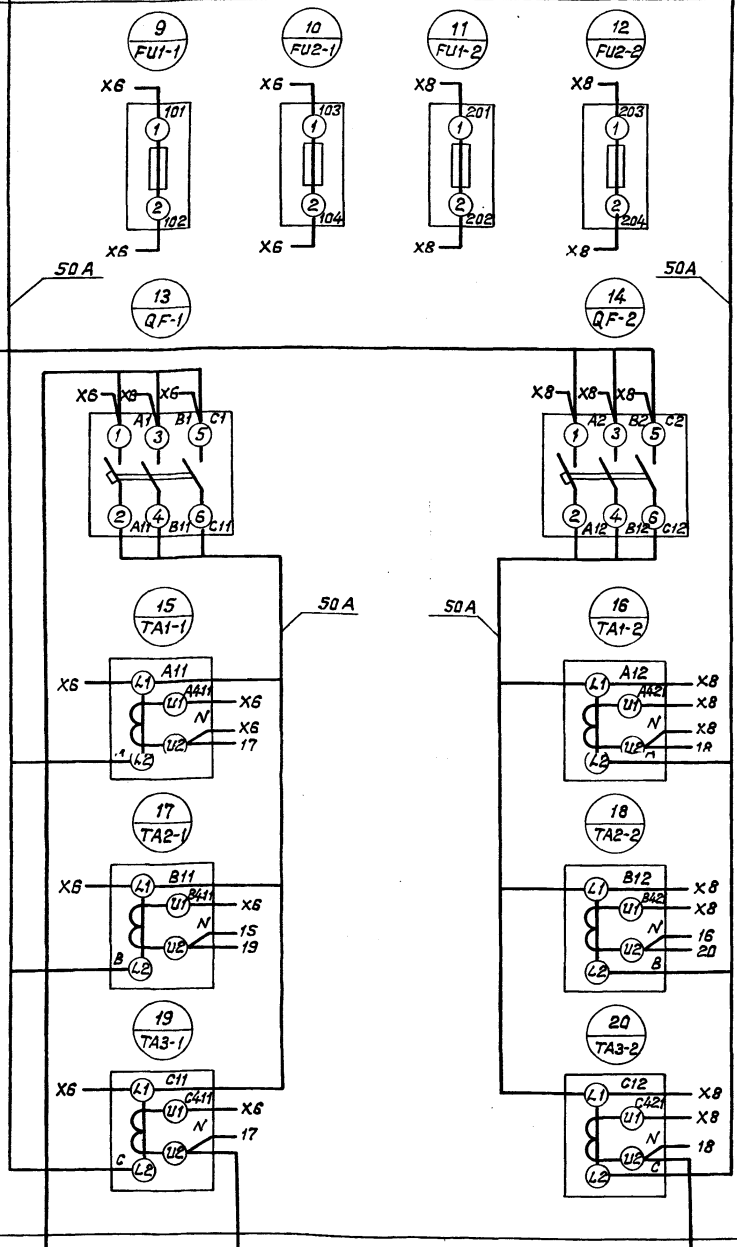 9 10 11 12
FU1-1 FU2-1 FU1-2 FU2-2
X6 X6 X8 X8
101 103 201 203
1 1 1 1
2 2 2 2
102 104 202 204
X6 X6 X8 X8
50A 50A
13 14
QF-1 QF-2
X6 X8 X6 X8 X8 X8
A1 B1 C1 A2 B2 C2
1 3 5 1 3 5
2 4 6 2 4 6
A11 B11 C11 A12 B12 C12
50A 50A
15 16
TA1-1 TA1-2
X6 L1 A11 L1 A12 X8
U1 A411 X6 U1 A421 X8
N X6 N X8
U2 17 U2 18
L2 L2
17 18
TA2-1 TA2-2
X6 L1 B11 L1 B12 X8
U1 B411 X6 U1 B421 X8
N 15 N 16
U2 19 U2 20
B L2 L2 B
19 20
TA3-1 TA3-2
X6 L1 C11 L1 C12 X8
U1 C411 X6 U1 C421 X8
N 17 N 18
U2 U2
C L2 L2 C